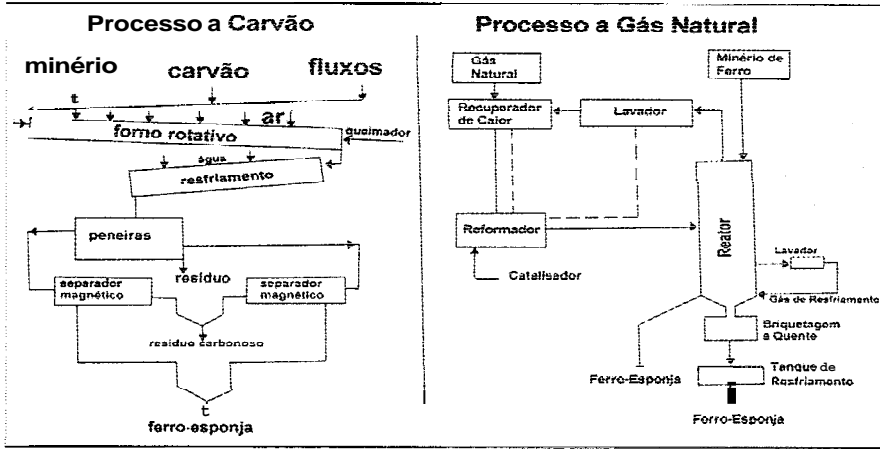 Processo a Carvão
minério
carvão
fluxos
t
ar
forno rotativo
queimador
água
resfriamento
peneiras
resíduo
separador
magnético
separador
magnético
resíduo carbonoso
t
ferro-esponja
Processo a Gás Natural
Gás
Natural
Minério de
Ferro
Recuperador
de Calor
Lavador
Reformador
Catalisador
Reator
Lavador
Gás de Resfriamento
Briquetagem
a Quente
Tanque de
Resfriamento
Ferro-Esponja
Ferro-Esponja